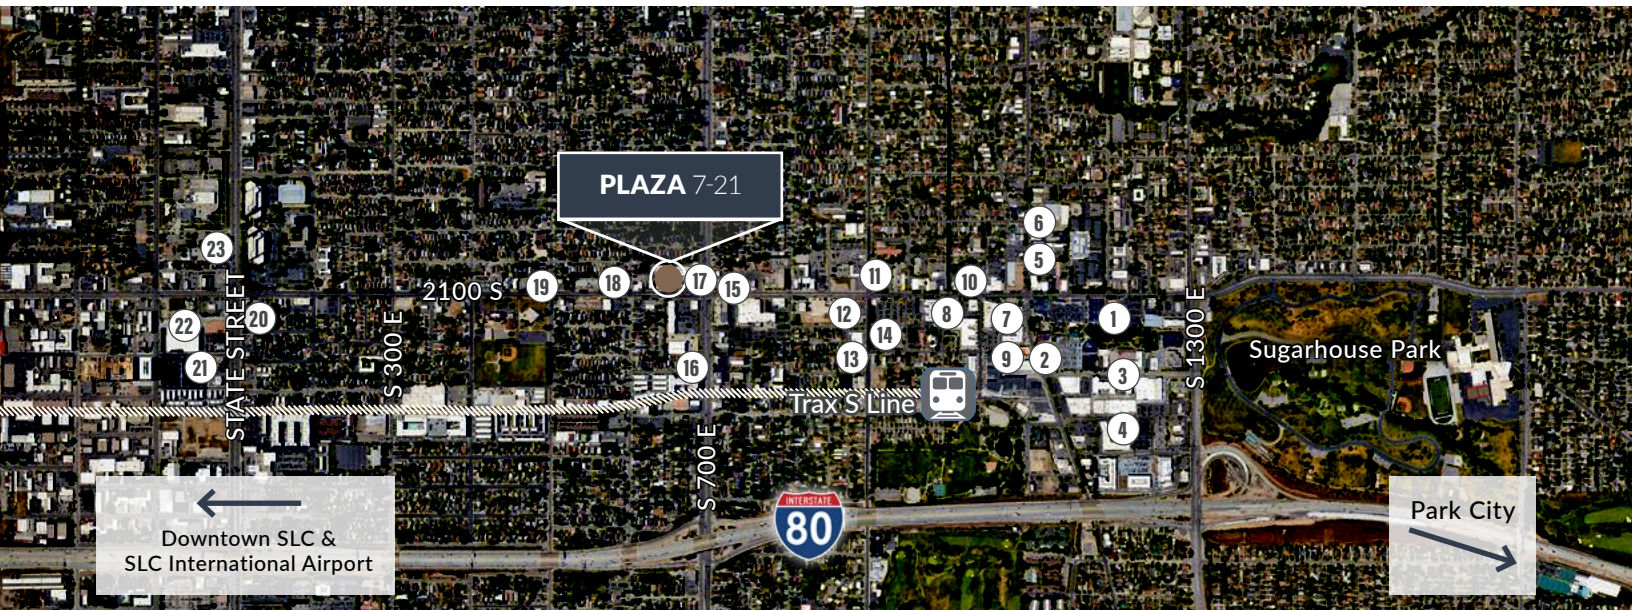 PLAZA 7-21
6
23
5
11
10
17
18
15
19
2100 S
12
8
7
1
20
22
STATE STREET
S 300 E
S 1300 E
14
Sugarhouse Park
13
9
2
21
16
3
Trax S Line
4
S 700 E
INTERSTATE
80
Park City
Downtown SLC &
SLC International Airport